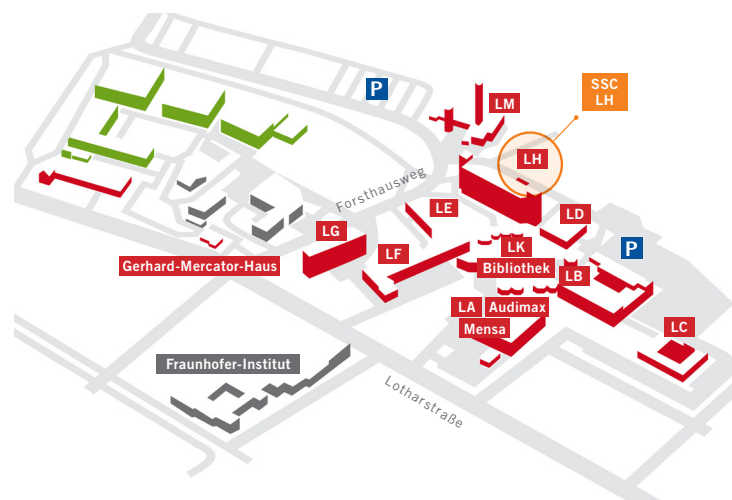 P
SSC
LH
LM
LH
Forsthausweg
LE
LD
LG
LK
P
LF
Gerhard-Mercator-Haus
Bibliothek
LB
LA
Audimax
Mensa
LC
Fraunhofer-Institut
Lotharstraße